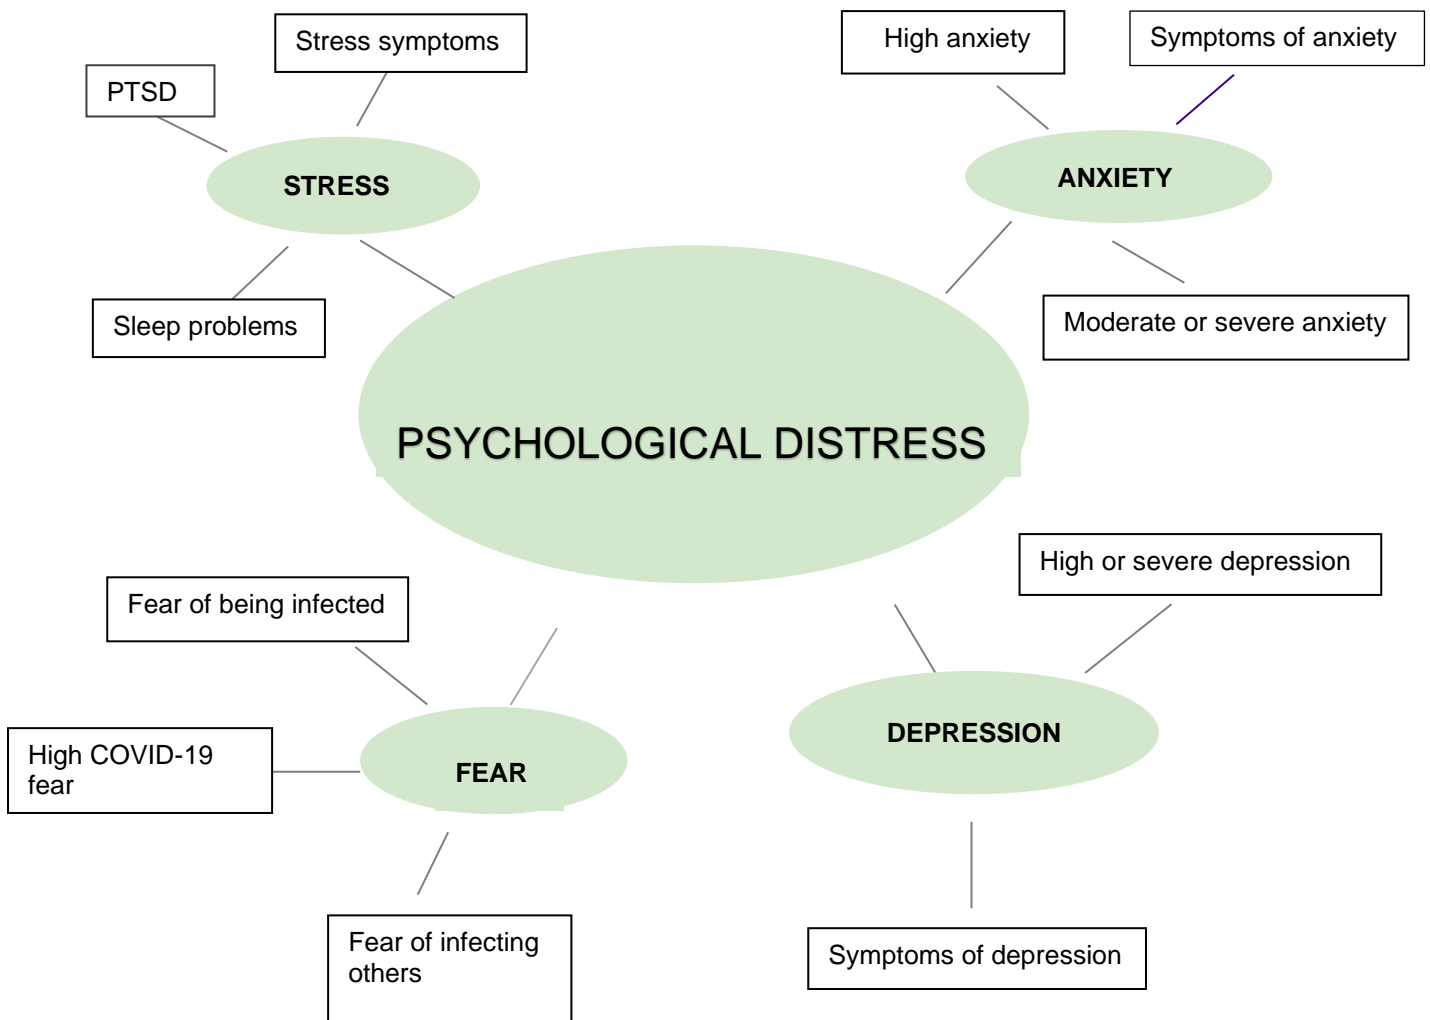 Stress symptoms
High anxiety
Symptoms of anxiety
PTSD
STRESS
ANXIETY
Sleep problems
Moderate or severe anxiety
PSYCHOLOGICAL DISTRESS
High or severe depression
Fear of being infected
DEPRESSION
High COVID-19
fear
FEAR
Fear of infecting
others
Symptoms of depression